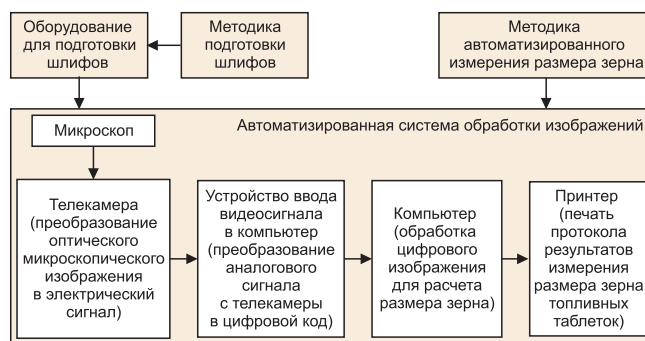 Оборудование
для подготовки
шлифов
Методика
подготовки
шлифов
Методика
автоматизированного
измерения размера зерна
Микроскоп
Автоматизированная система обработки изображений
Телекамера
(преобразование
оптического
микроскопического
изображения
в электрический
сигнал)
Устройство ввода
видеосигнала
в компьютер
(преобразование
аналогового
сигнала
с телекамеры
в цифровой код)
Компьютер
(обработка
цифрового
изображения
для расчета
размера зерна)
Принтер
(печать
протокола
результатов
измерения
размера зерна
топливных
таблеток)